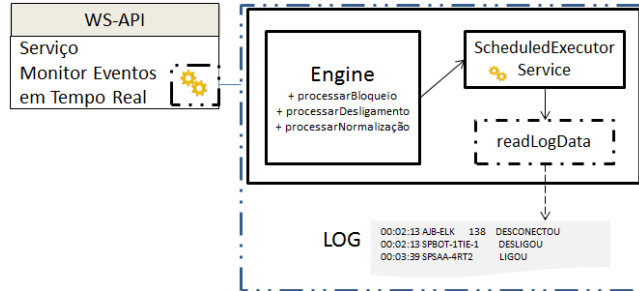 WS-API
Serviço
Monitor Eventos
em Tempo Real
Engine
+ processarBloqueio
+ processarDesligamento
+ processarNormalização
ScheduledExecutor
Service
readLogData
LOG
00:02:13 AJB-ELK 138 DESCONECTOU
00:02:13 SPBOT-1TIE-1 DESLIGOU
00:03:39 SPSAA-4RT2 LIGOU